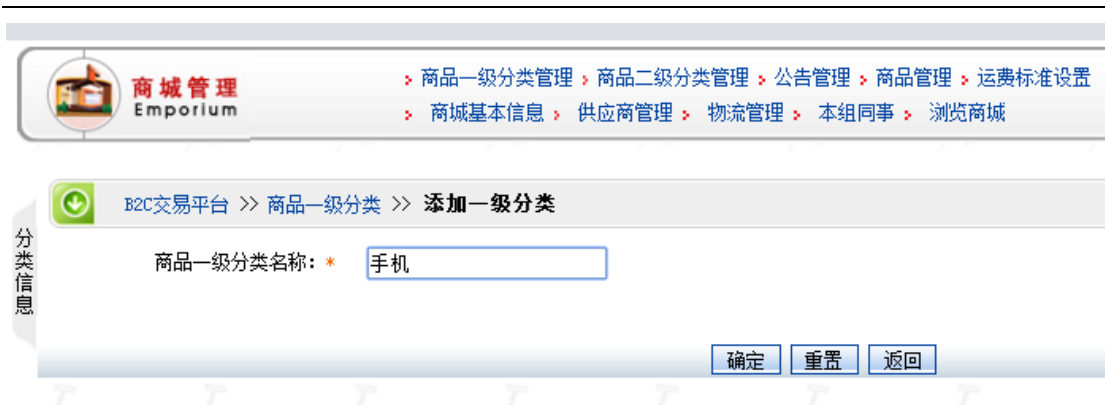 商城管理
Emporium
商品一级分类管理 商品二级分类管理 公告管理 商品管理 运费标准设置
商城基本信息 供应商管理 物流管理 本组同事 浏览商城
B2C交易平台 >> 商品一级分类 >> 添加一级分类
分类信息
商品一级分类名称：* 手机
确定 重置 返回